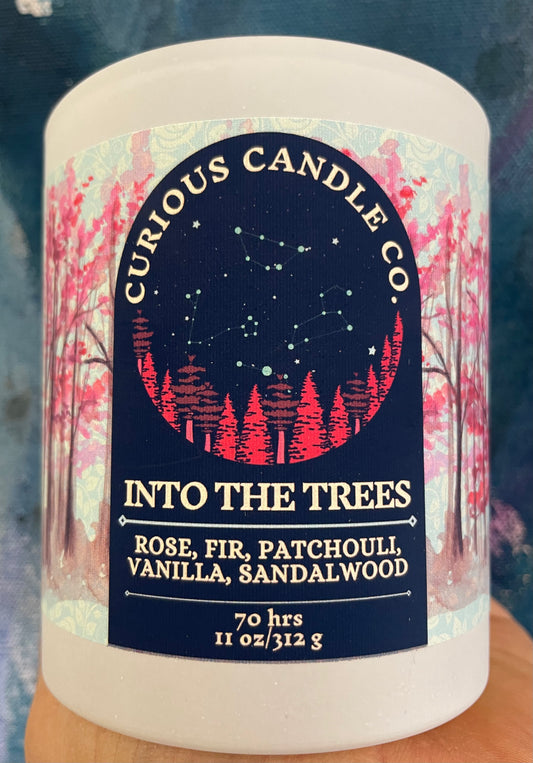 CURIOUS CANDLE CO.
INTO THE TREES
ROSE, FIR, PATCHOULI,
VANILLA, SANDALWOOD
70 hrs
11 oz/312 g